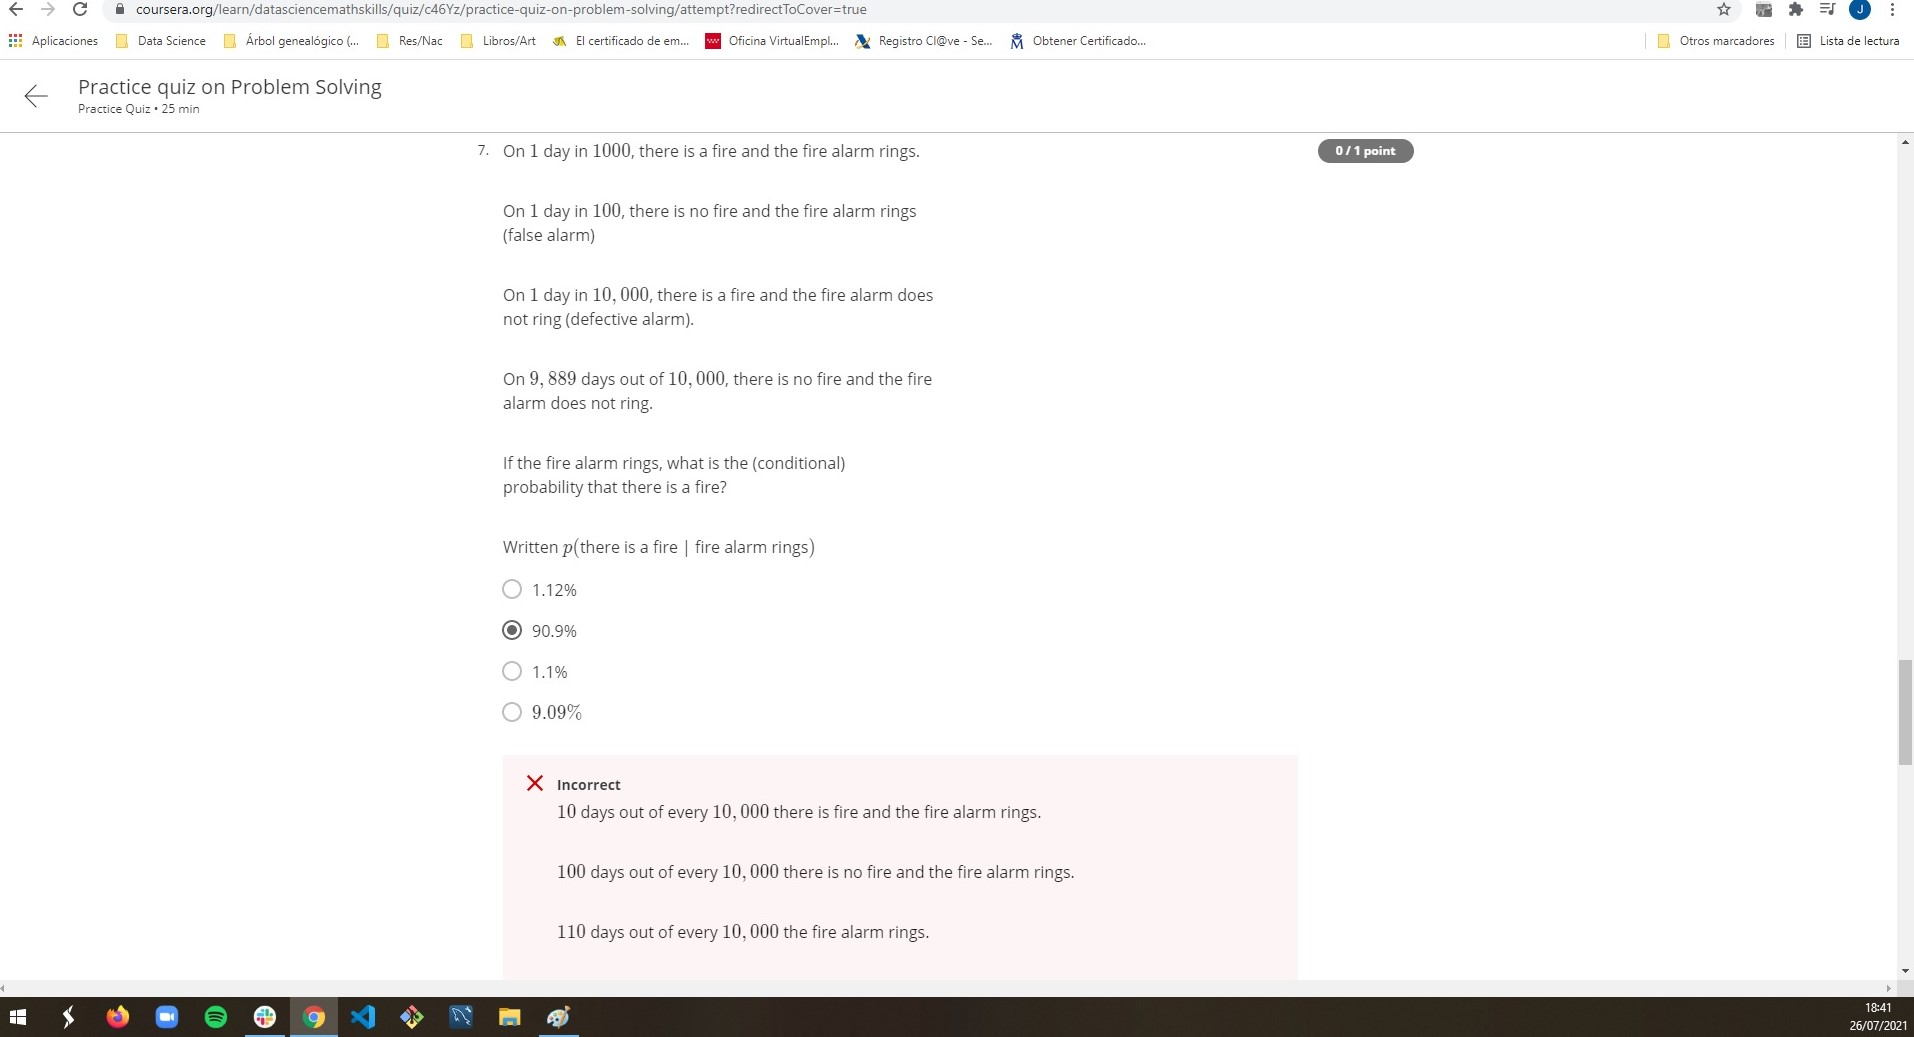 coursera.org/learn/datasciencemathskills/quiz/c46Yz/practice-quiz-on-problem-solving/attempt?redirectToCover=true
J
Aplicaciones Data Science Árbol genealógico (... Res/Nac Libros/Art El certificado de em... Oficina VirtualEmpl... Registro Cl@ve - Se... Obtener Certificado... Otros marcadores Lista de lectura
Practice quiz on Problem Solving
Practice Quiz • 25 min
7. On 1 day in 1000, there is a fire and the fire alarm rings.
0 / 1 point
On 1 day in 100, there is no fire and the fire alarm rings
(false alarm)
On 1 day in 10, 000, there is a fire and the fire alarm does
not ring (defective alarm).
On 9, 889 days out of 10, 000, there is no fire and the fire
alarm does not ring.
If the fire alarm rings, what is the (conditional)
probability that there is a fire?
Written p(there is a fire | fire alarm rings)
1.12%
90.9%
1.1%
9.09%
Incorrect
10 days out of every 10, 000 there is fire and the fire alarm rings.
100 days out of every 10, 000 there is no fire and the fire alarm rings.
110 days out of every 10, 000 the fire alarm rings.
18:41
26/07/2021